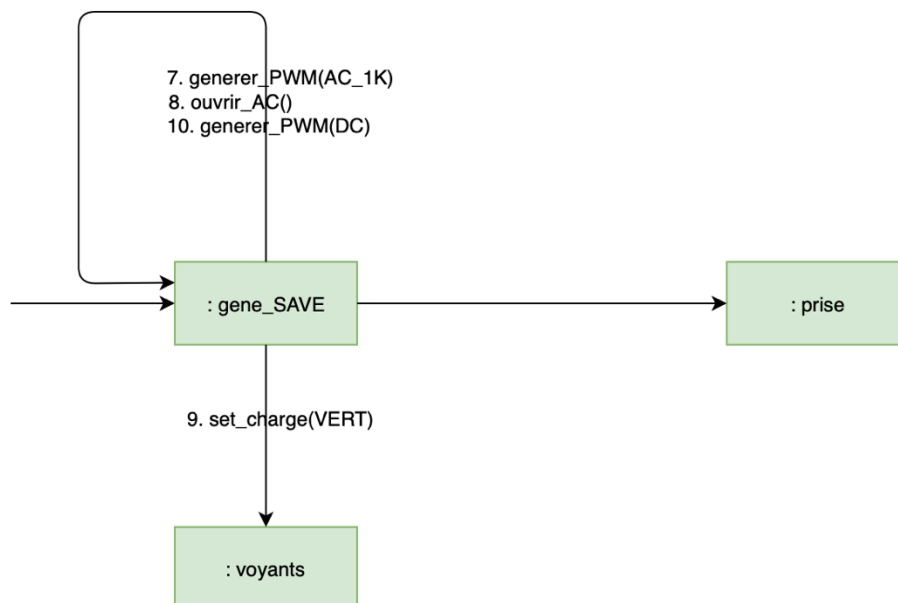 7. generer_PWM(AC_1K)
8. ouvrir_AC()
10. generer_PWM(DC)
: gene_SAVE
: prise
9. set_charge(VERT)
: voyants